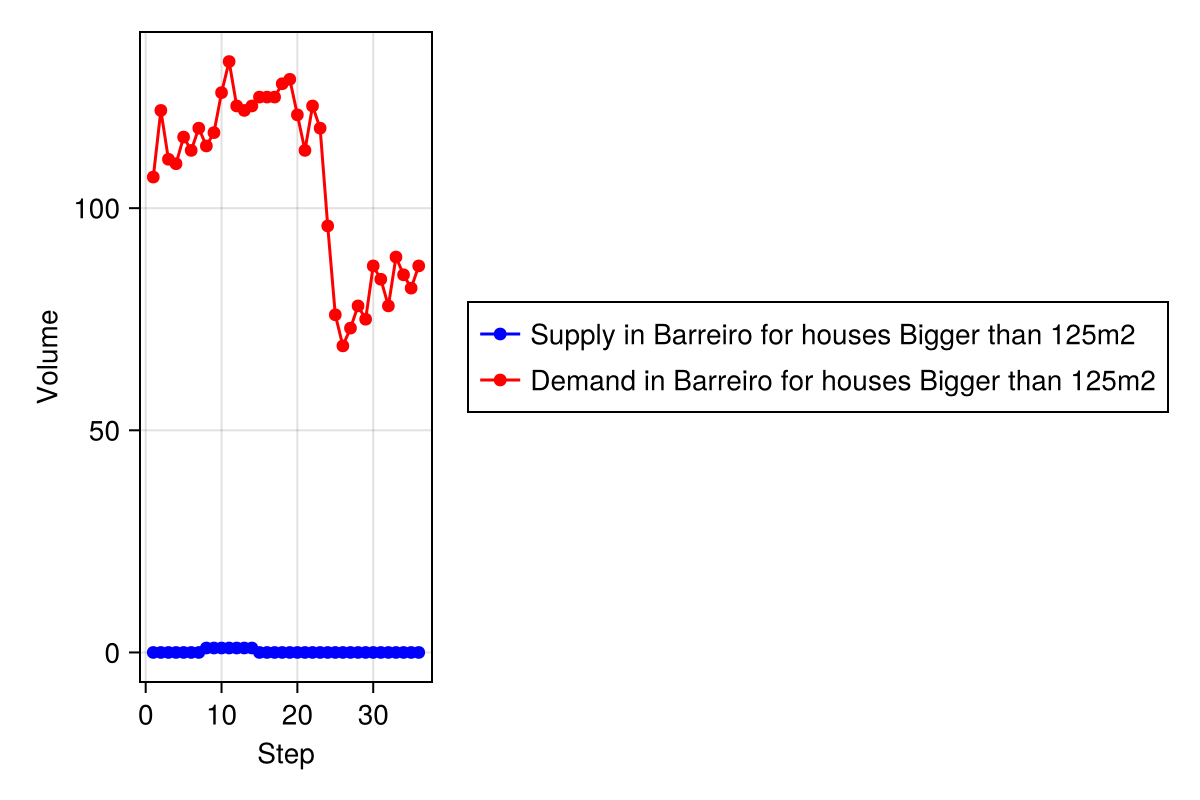 Volume
100
50
0
0 10 20 30
Step
Supply in Barreiro for houses Bigger than 125m2
Demand in Barreiro for houses Bigger than 125m2